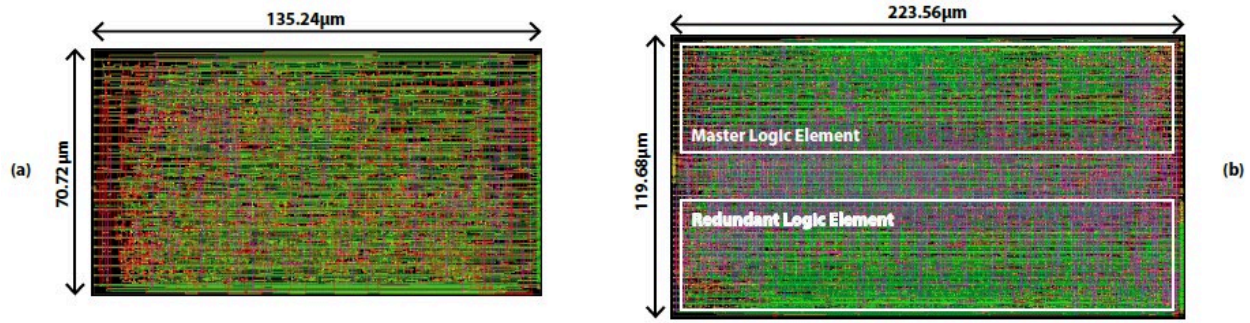 135.24µm
70.72 µm
(a)
223.56µm
119.68µm
Master Logic Element
Redundant Logic Element
(b)